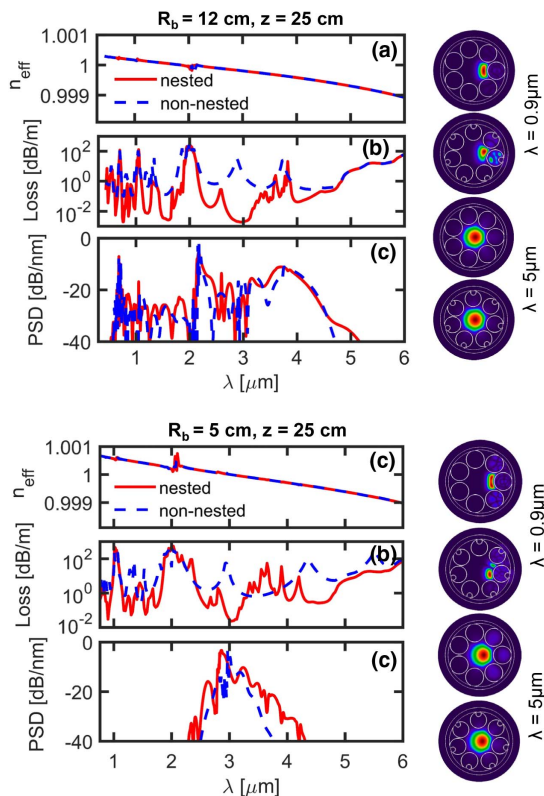 R_b = 12 cm, z = 25 cm
1.001
1
0.999
n_eff
(a)
nested
non-nested
10^2
10^0
10^-2
Loss [dB/m]
(b)
0
-20
-40
PSD [dB/nm]
(c)
1 2 3 4 5 6
λ [μm]
λ = 0.9μm
λ = 5μm
R_b = 5 cm, z = 25 cm
1.001
1
0.999
n_eff
(c)
nested
non-nested
10^2
10^0
10^-2
Loss [dB/m]
(b)
0
-20
-40
PSD [dB/nm]
(c)
1 2 3 4 5 6
λ [μm]
λ = 0.9μm
λ = 5μm